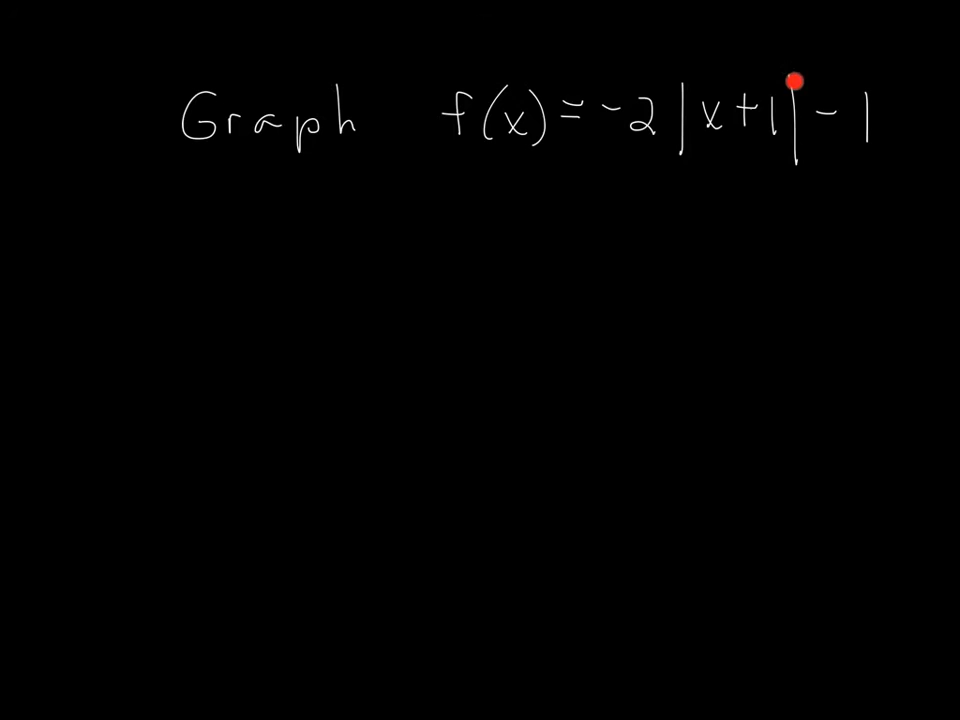 Graph f(x) = -2|x+1| - 1